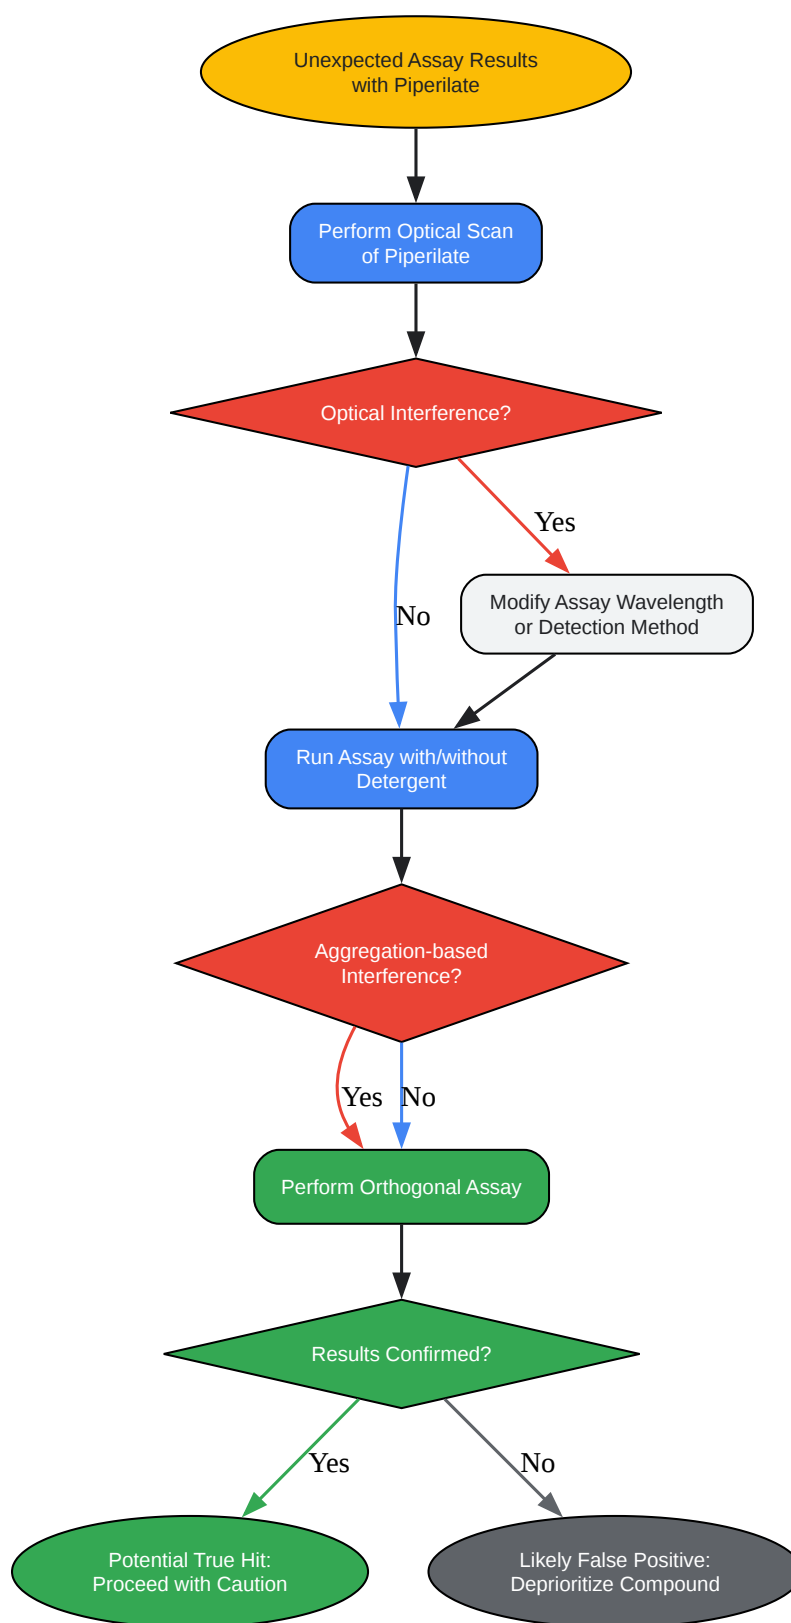 Unexpected Assay Results
with Piperilate
Perform Optical Scan
of Piperilate
Optical Interference?
Yes
Modify Assay Wavelength
or Detection Method
No
Run Assay with/without
Detergent
Aggregation-based
Interference?
Yes
No
Perform Orthogonal Assay
Results Confirmed?
Yes
No
Potential True Hit:
Proceed with Caution
Likely False Positive:
Deprioritize Compound